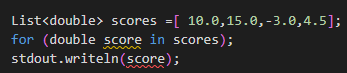 List<double> scores =[ 10.0,15.0,-3.0,4.5];
for (double score in scores);
stdout.writeln(score);